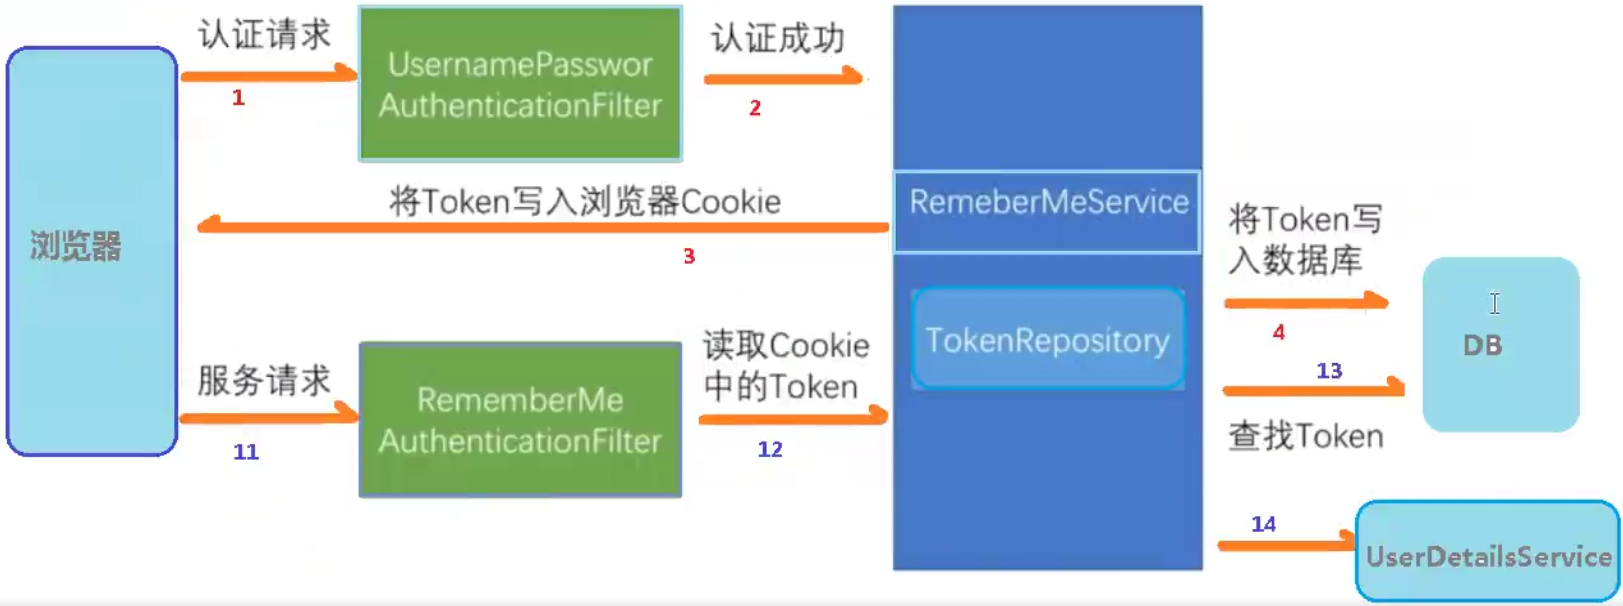 认证请求
1
UsernamePasswor
AuthenticationFilter
认证成功
2
浏览器
将Token写入浏览器Cookie
3
RemeberMeService
将Token写
入数据库
4
TokenRepository
DB
服务请求
11
RememberMe
AuthenticationFilter
读取Cookie
中的Token
12
13
查找Token
14
UserDetailsService